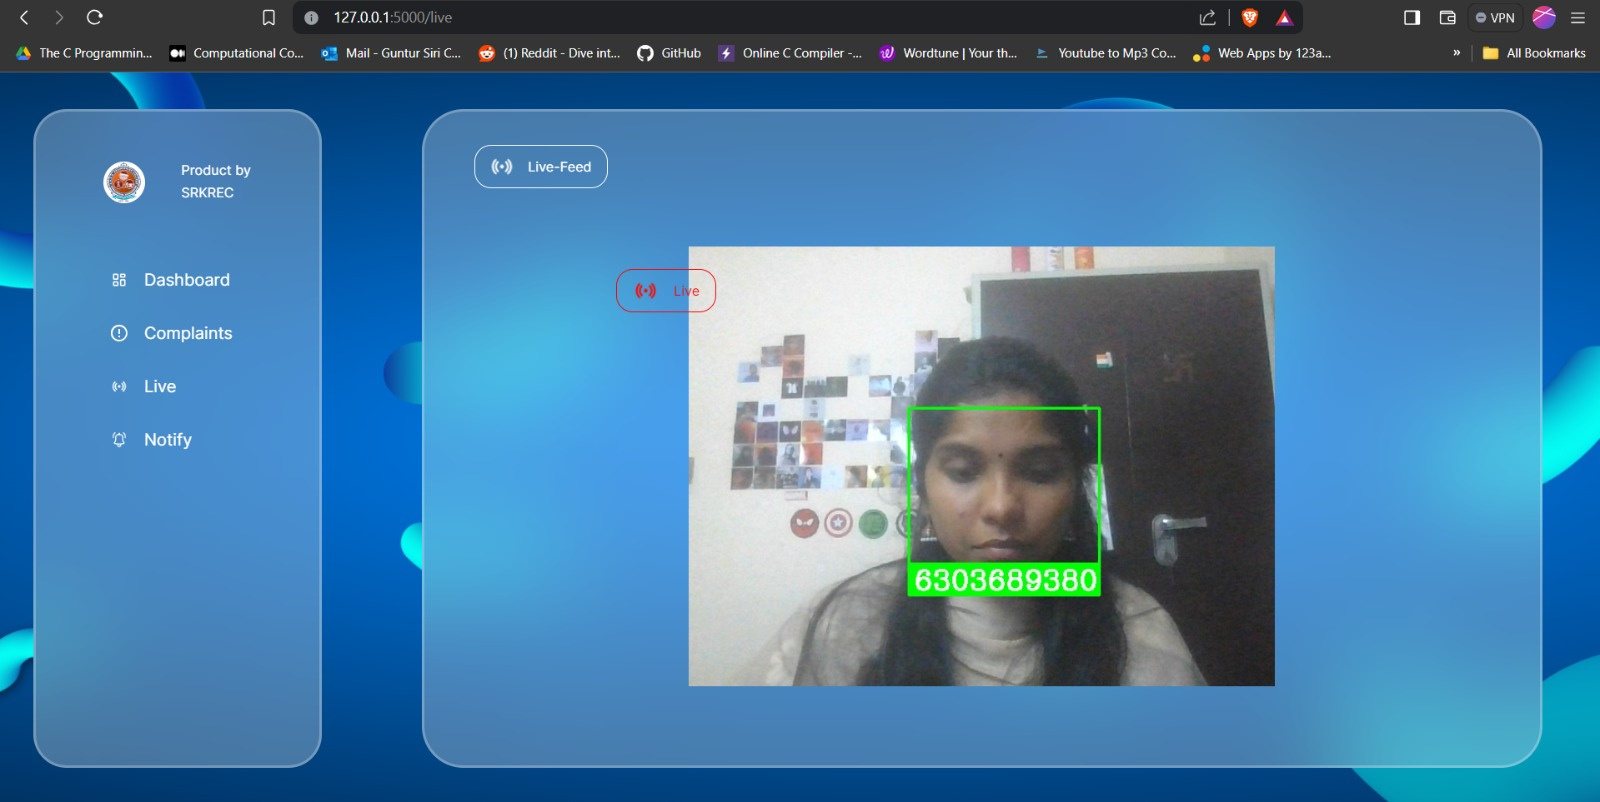 127.0.0.1:5000/live
VPN
The C Programmin...
Computational Co...
Mail - Guntur Siri C...
(1) Reddit - Dive int...
GitHub
Online C Compiler -...
Wordtune | Your th...
Youtube to Mp3 Co...
Web Apps by 123a...
»
All Bookmarks
Product by
SRKREC
Dashboard
Complaints
Live
Notify
Live-Feed
Live
6303689380